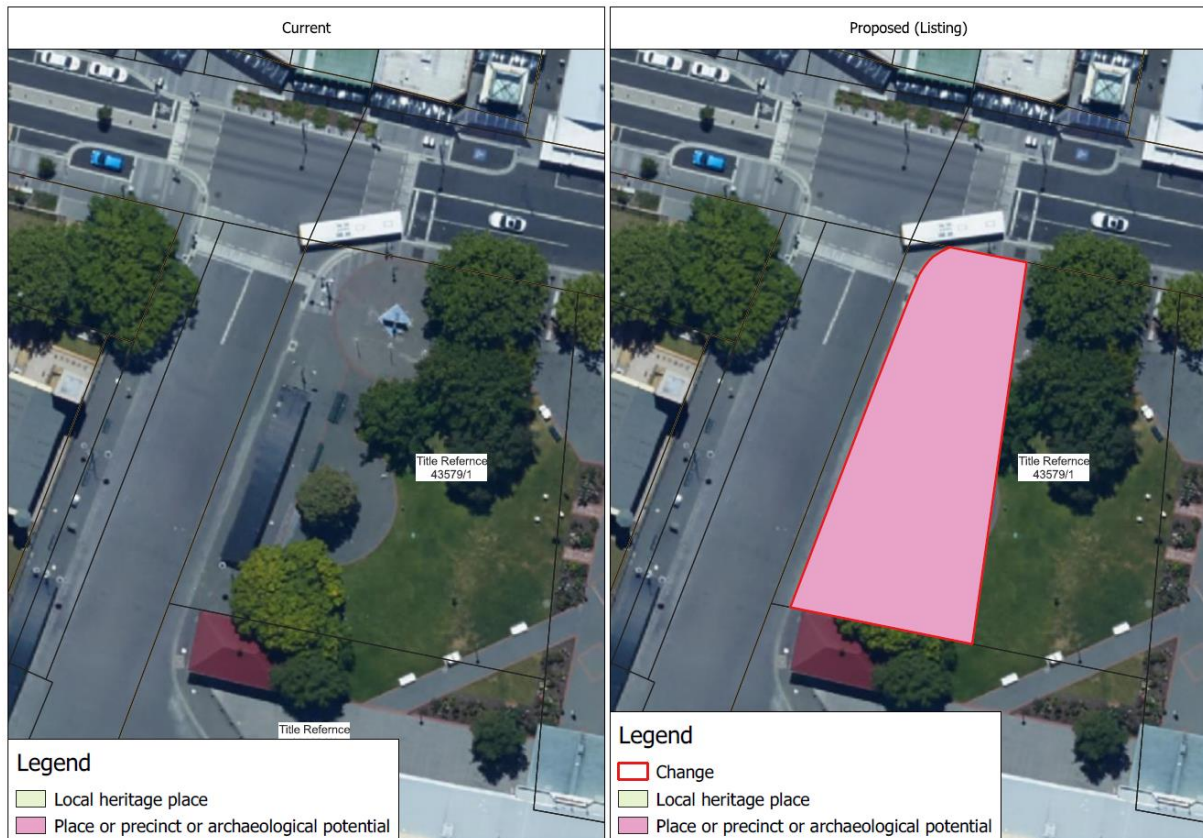 Current
Title Refernce
43579/1
Title Refernce
Legend
Local heritage place
Place or precinct or archaeological potential
Proposed (Listing)
Title Refernce
43579/1
Legend
Change
Local heritage place
Place or precinct or archaeological potential